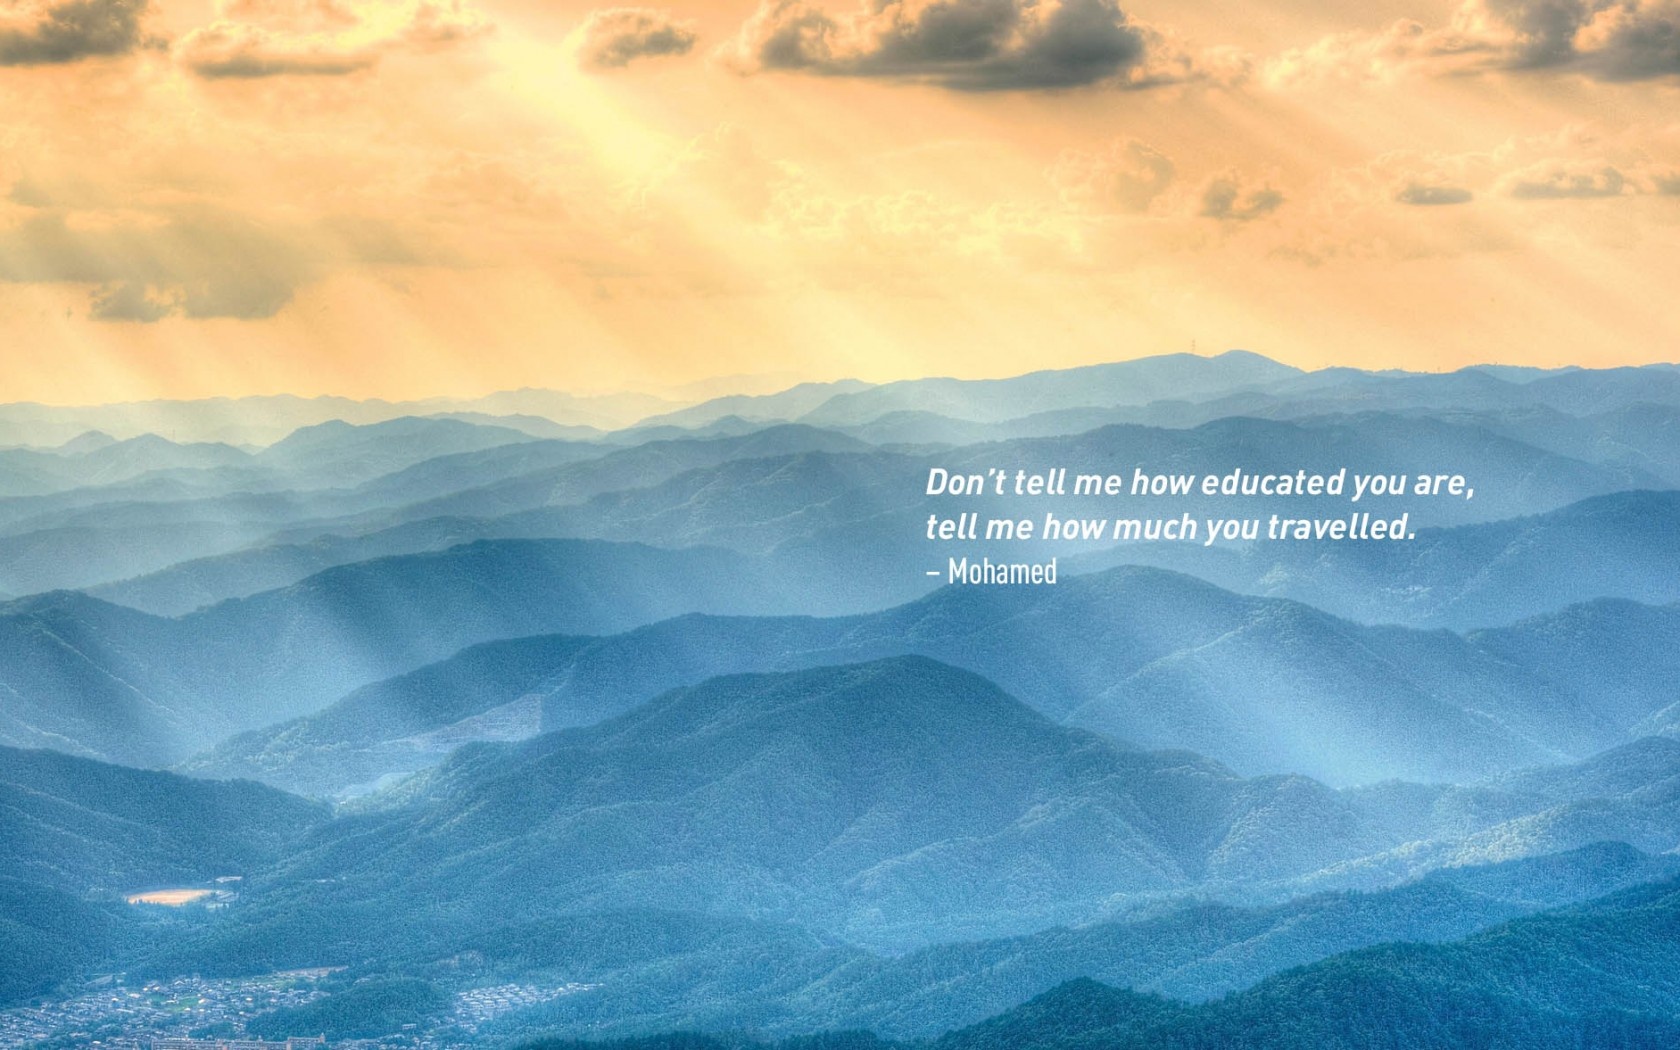 Don’t tell me how educated you are,
tell me how much you travelled.
– Mohamed